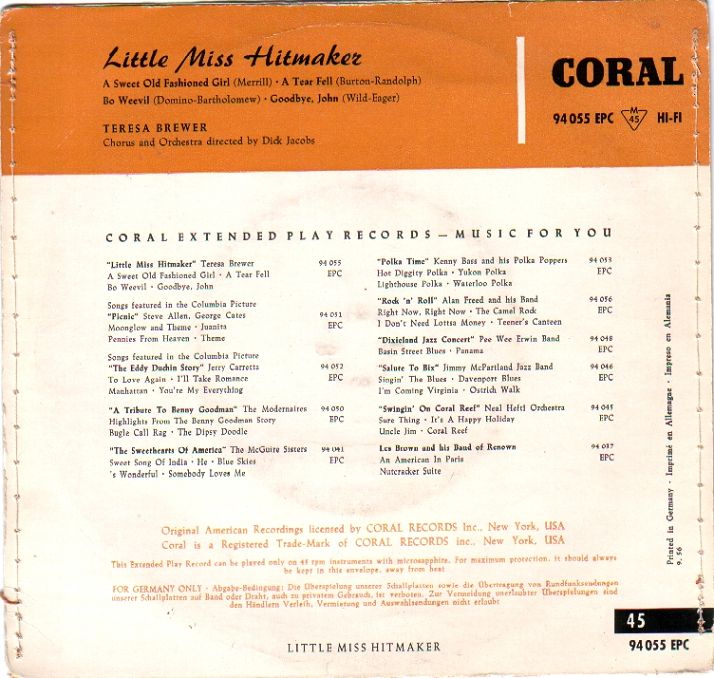 Little Miss Hitmaker
A Sweet Old Fashioned Girl (Merrill) · A Tear Fell (Burton-Randolph)
Bo Weevil (Domino-Bartholomew) · Goodbye, John (Wild-Eager)
TERESA BREWER
Chorus and Orchestra directed by Dick Jacobs
CORAL
94 055 EPC M 45 HI-FI
CORAL EXTENDED PLAY RECORDS — MUSIC FOR YOU
"Little Miss Hitmaker" Teresa Brewer 94 055
A Sweet Old Fashioned Girl · A Tear Fell EPC
Bo Weevil · Goodbye, John
Songs featured in the Columbia Picture
"Picnic" Steve Allen, George Cates 94 051
Moonglow and Theme · Juanita EPC
Pennies From Heaven · Theme
Songs featured in the Columbia Picture
"The Eddy Duchin Story" Jerry Carretta 94 052
To Love Again · I'll Take Romance EPC
Manhattan · You're My Everything
"A Tribute To Benny Goodman" The Modernaires 94 050
Highlights From The Benny Goodman Story EPC
Bugle Call Rag · The Dipsy Doodle
"The Sweethearts Of America" The McGuire Sisters 94 041
Sweet Song Of India · He · Blue Skies EPC
's Wonderful · Somebody Loves Me
"Polka Time" Kenny Bass and his Polka Poppers 94 053
Hot Diggity Polka · Yukon Polka EPC
Lighthouse Polka · Waterloo Polka
"Rock 'n' Roll" Alan Freed and his Band 94 056
Right Now, Right Now · The Camel Rock EPC
I Don't Need Lottsa Money · Teener's Canteen
"Dixieland Jazz Concert" Pee Wee Erwin Band 94 048
Basin Street Blues · Panama EPC
"Salute To Bix" Jimmy McPartland Jazz Band 94 046
Singin' The Blues · Davenport Blues EPC
I'm Coming Virginia · Ostrich Walk
"Swingin' On Coral Reef" Neal Hefti Orchestra 94 045
Sure Thing · It's A Happy Holiday EPC
Uncle Jim · Coral Reef
Les Brown and his Band of Renown 94 037
An American In Paris EPC
Nutcracker Suite
Original American Recordings licensed by CORAL RECORDS Inc., New York, USA
Coral is a Registered Trade-Mark of CORAL RECORDS inc., New York, USA
This Extended Play Record can be played only on 45 rpm instruments with microsapphire. For maximum protection, it should always
be kept in this envelope, away from heat
FOR GERMANY ONLY · Abgabe-Bedingung: Die Überspielung unserer Schallplatten sowie die Übertragung von Rundfunksendungen
unserer Schallplatten auf Band oder Draht, auch zu privatem Gebrauch, ist verboten. Zur Vermeidung unerlaubter Überspielungen sind
den Händlern Verleih, Vermietung und Auswahlsendungen nicht erlaubt
Printed in Germany · Imprimé en Allemagne · Impreso en Alemania
9. 56
45
94 055 EPC
LITTLE MISS HITMAKER